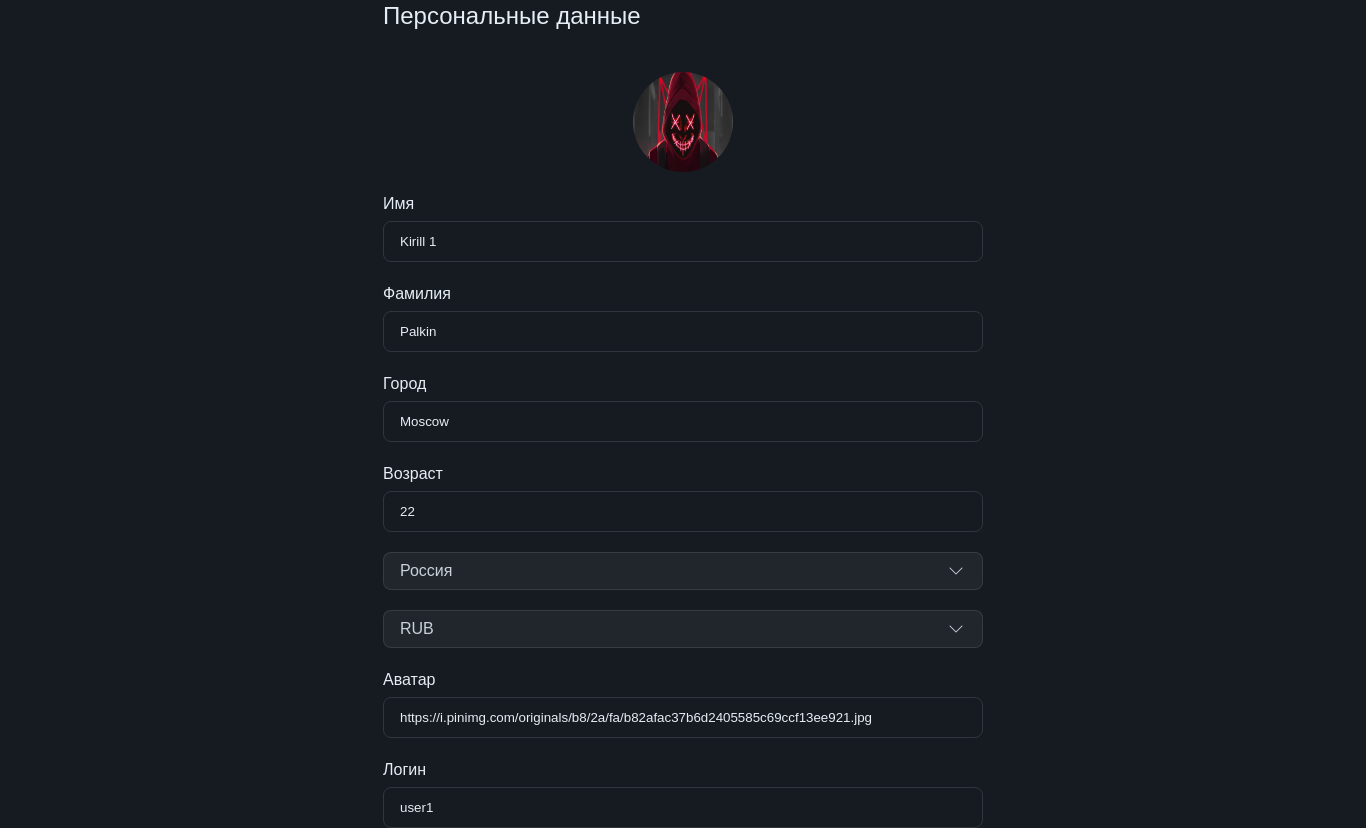 Персональные данные
Имя
Kirill 1
Фамилия
Palkin
Город
Moscow
Возраст
22
Россия
RUB
Аватар
https://i.pinimg.com/originals/b8/2a/fa/b82afac37b6d2405585c69ccf13ee921.jpg
Логин
user1